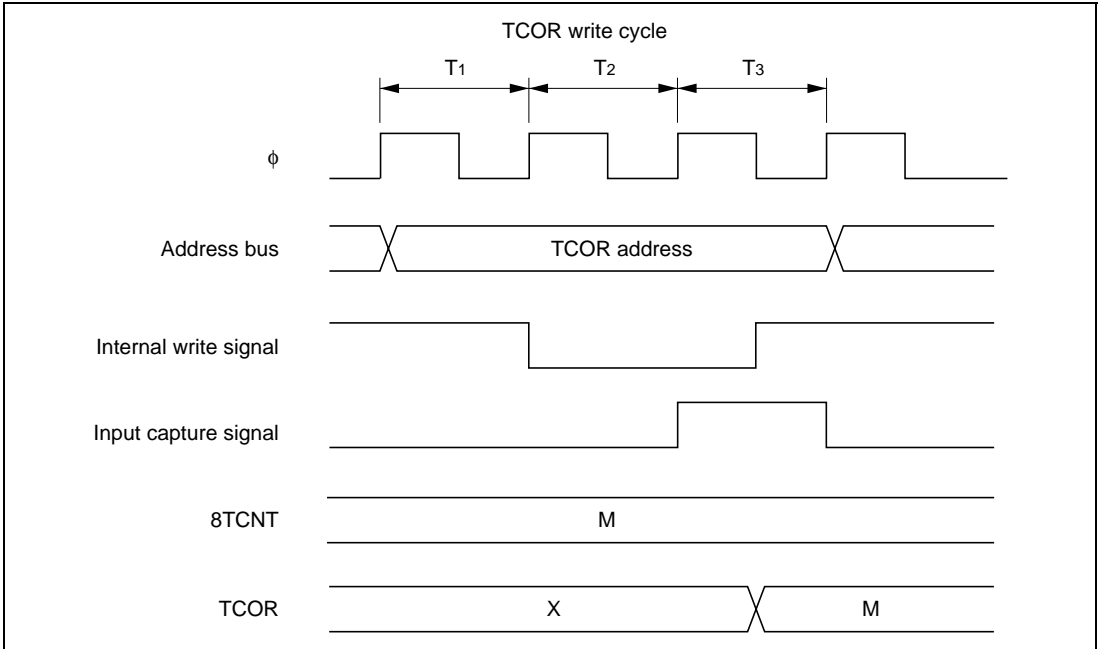 TCOR write cycle
T1 T2 T3
φ
Address bus TCOR address
Internal write signal
Input capture signal
8TCNT M
TCOR X M